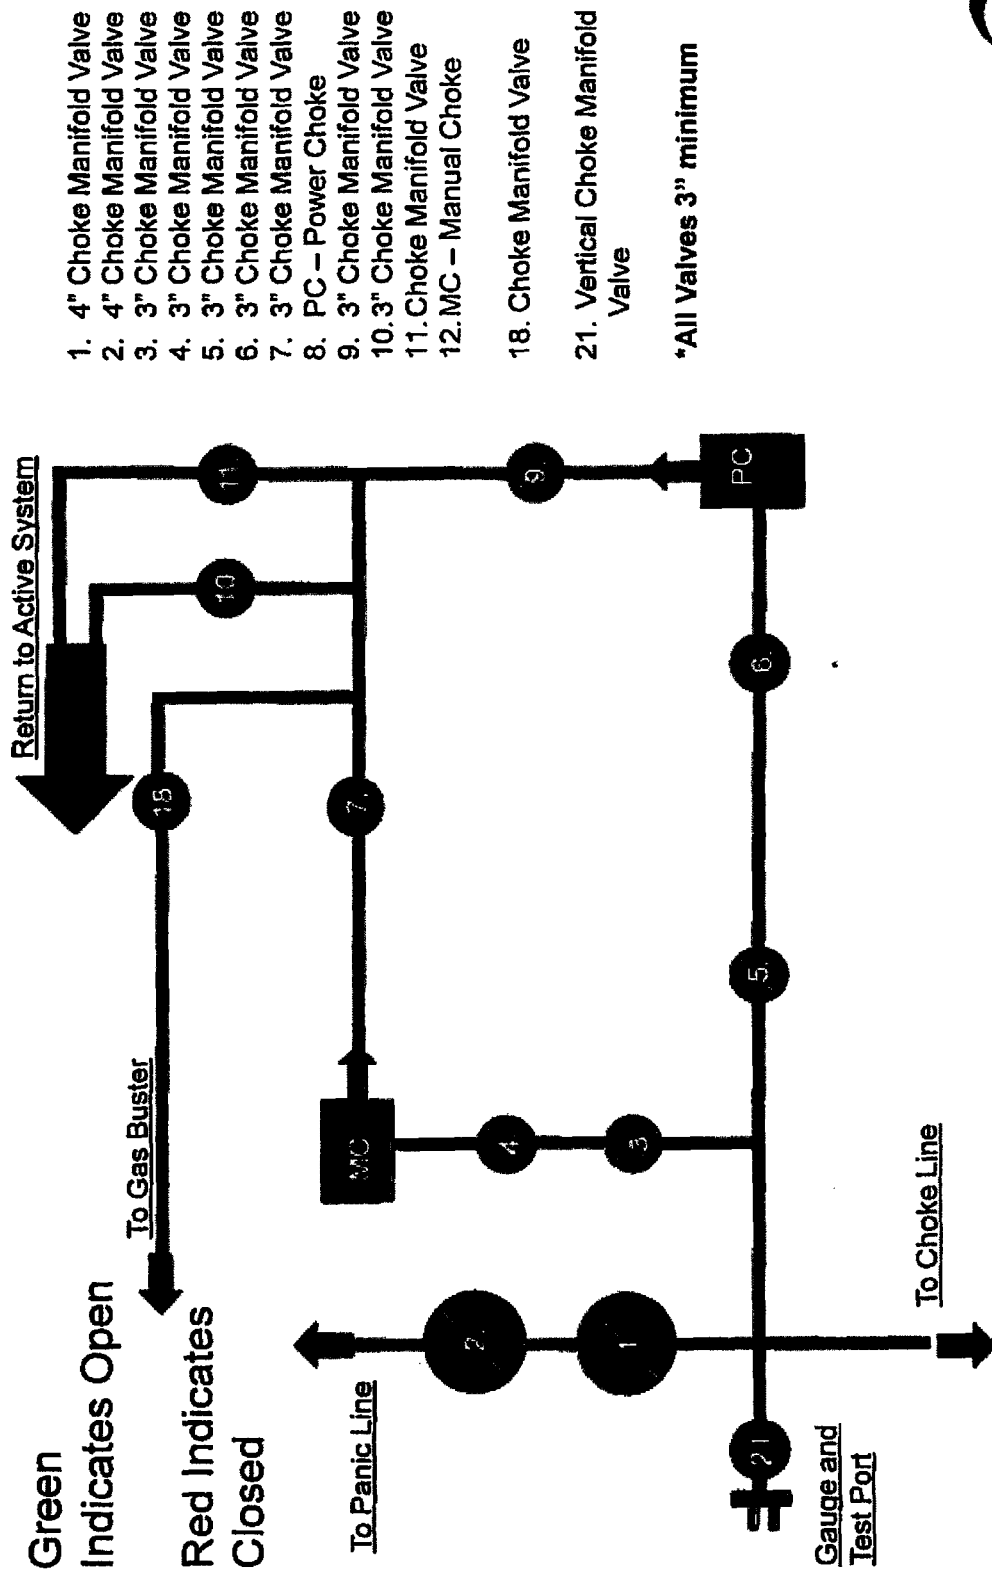 Green
Indicates Open
Red Indicates
Closed
To Gas Buster
Return to Active System
To Panic Line
To Choke Line
Gauge and
Test Port
MC
PC
1
2.
3
4
5.
6.
7.
9.
10
11.
18
21
1. 4" Choke Manifold Valve
2. 4" Choke Manifold Valve
3. 3" Choke Manifold Valve
4. 3" Choke Manifold Valve
5. 3" Choke Manifold Valve
6. 3" Choke Manifold Valve
7. 3" Choke Manifold Valve
8. PC – Power Choke
9. 3" Choke Manifold Valve
10. 3" Choke Manifold Valve
11. Choke Manifold Valve
12. MC – Manual Choke
18. Choke Manifold Valve
21. Vertical Choke Manifold
Valve
*All Valves 3" minimum